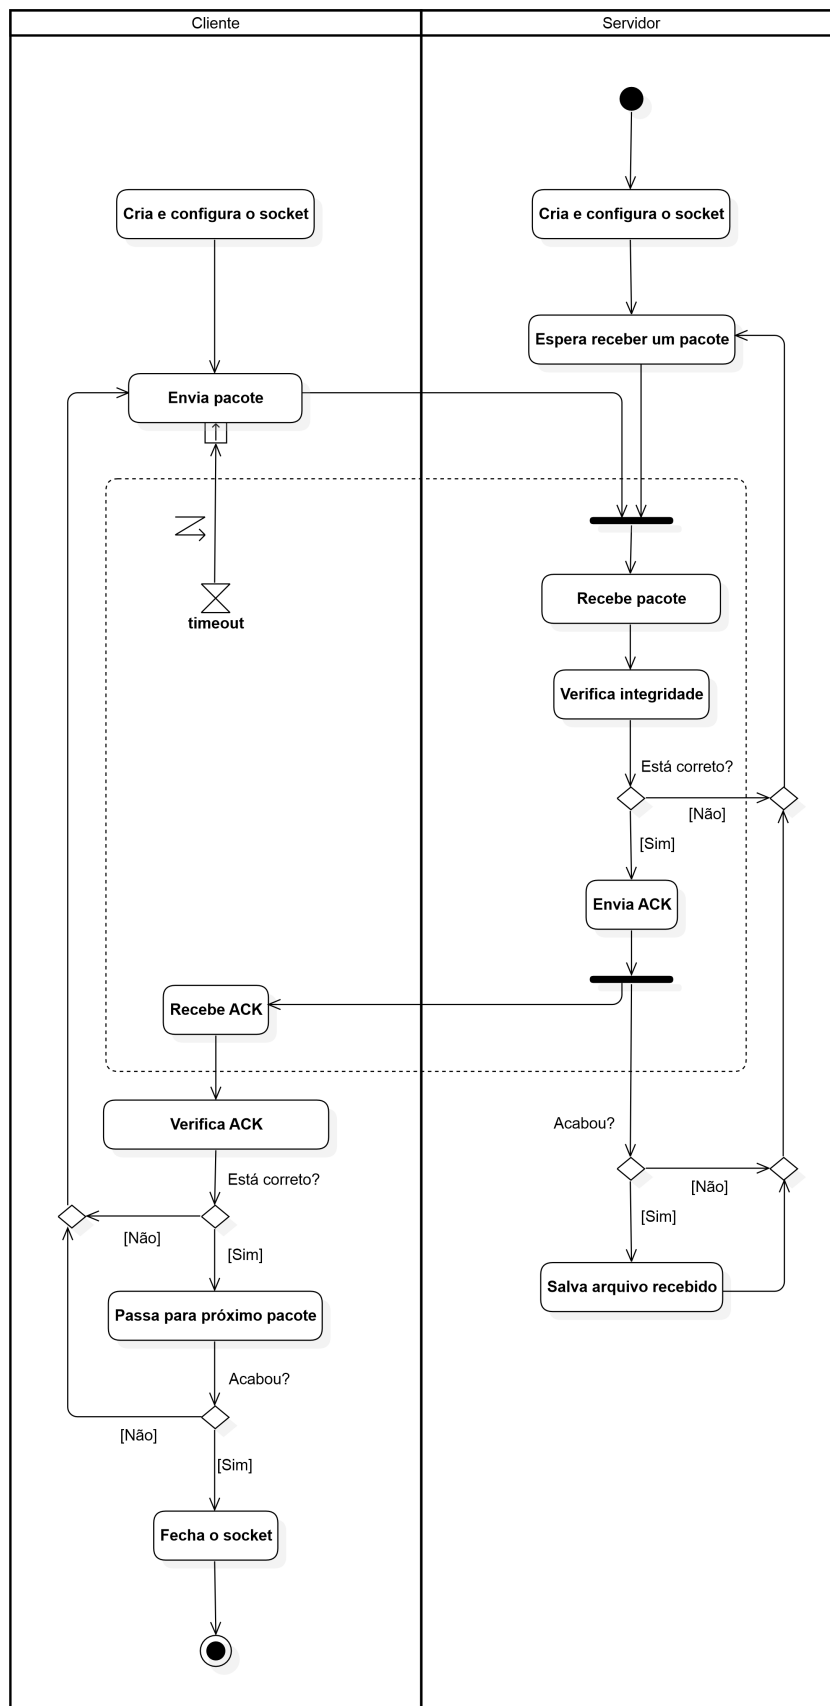 Cliente
Servidor
Cria e configura o socket
Cria e configura o socket
Espera receber um pacote
Envia pacote
timeout
Recebe pacote
Verifica integridade
Está correto?
[Não]
[Sim]
Envia ACK
Recebe ACK
Verifica ACK
Acabou?
Está correto?
[Não]
[Sim]
[Não]
[Sim]
Salva arquivo recebido
Passa para próximo pacote
Acabou?
[Não]
[Sim]
Fecha o socket